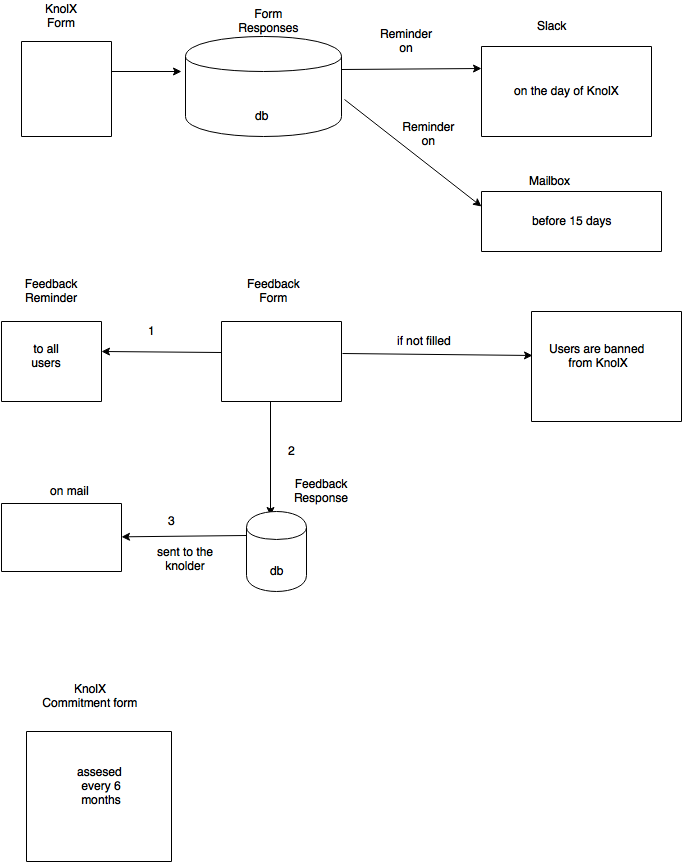 KnolX
Form
Form
Responses
db
Reminder
on
Slack
on the day of KnolX
Reminder
on
Mailbox
before 15 days
Feedback
Reminder
to all
users
1
Feedback
Form
if not filled
Users are banned
from KnolX
2
Feedback
Response
db
3
sent to the
knolder
on mail
KnolX
Commitment form
assesed
every 6
months